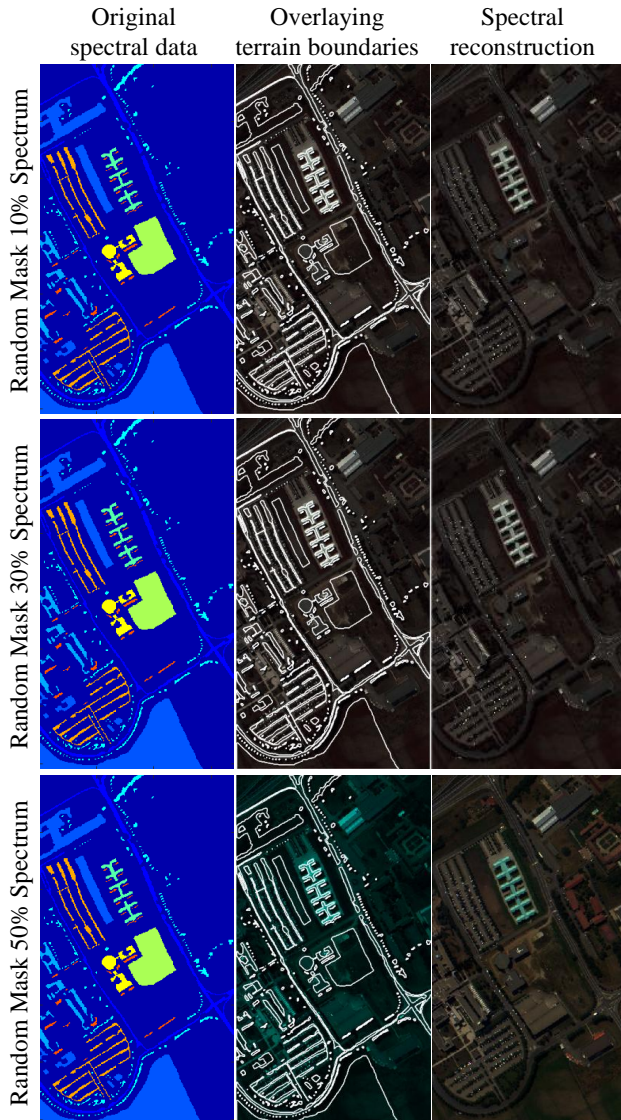 Original
spectral data
Overlaying
terrain boundaries
Spectral
reconstruction
Random Mask 10% Spectrum
Random Mask 30% Spectrum
Random Mask 50% Spectrum